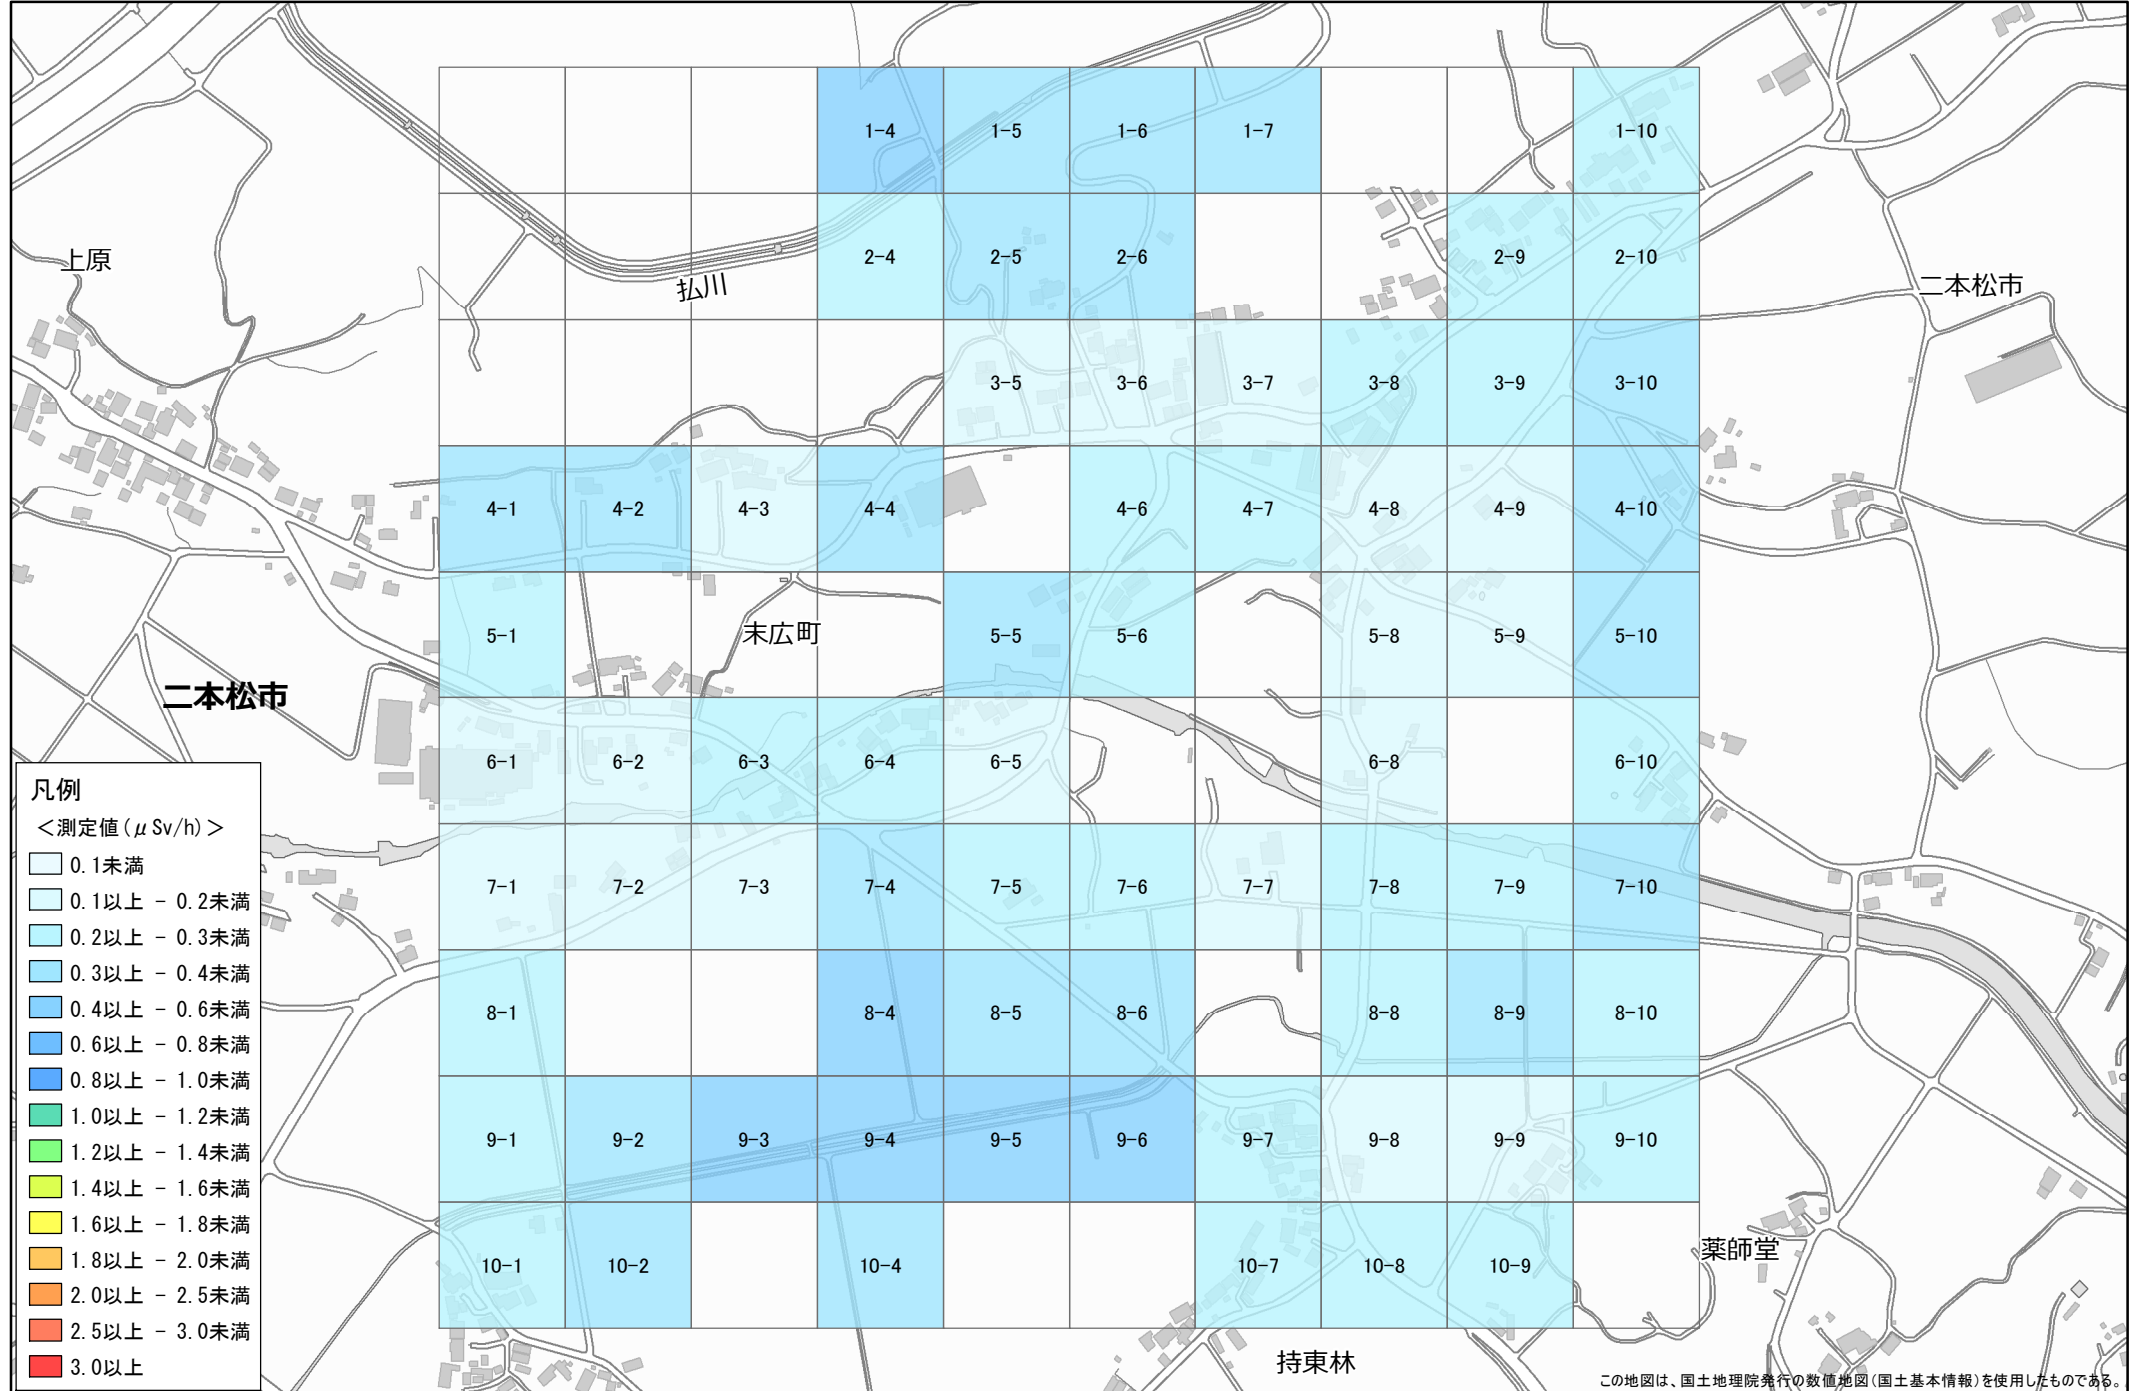 1-4 1-5 1-6 1-7 1-10
上原 払川 2-4 2-5 2-6 2-9 2-10 二本松市
3-5 3-6 3-7 3-8 3-9 3-10
4-1 4-2 4-3 4-4 4-6 4-7 4-8 4-9 4-10
5-1 末広町 5-5 5-6 5-8 5-9 5-10
二本松市
6-1 6-2 6-3 6-4 6-5 6-8 6-10
7-1 7-2 7-3 7-4 7-5 7-6 7-7 7-8 7-9 7-10
8-1 8-4 8-5 8-6 8-8 8-9 8-10
9-1 9-2 9-3 9-4 9-5 9-6 9-7 9-8 9-9 9-10
10-1 10-2 10-4 10-7 10-8 10-9 薬師堂
持東林
凡例
＜測定値(μSv/h)＞
0.1未満
0.1以上 - 0.2未満
0.2以上 - 0.3未満
0.3以上 - 0.4未満
0.4以上 - 0.6未満
0.6以上 - 0.8未満
0.8以上 - 1.0未満
1.0以上 - 1.2未満
1.2以上 - 1.4未満
1.4以上 - 1.6未満
1.6以上 - 1.8未満
1.8以上 - 2.0未満
2.0以上 - 2.5未満
2.5以上 - 3.0未満
3.0以上
この地図は、国土地理院発行の数値地図(国土基本情報)を使用したものである。